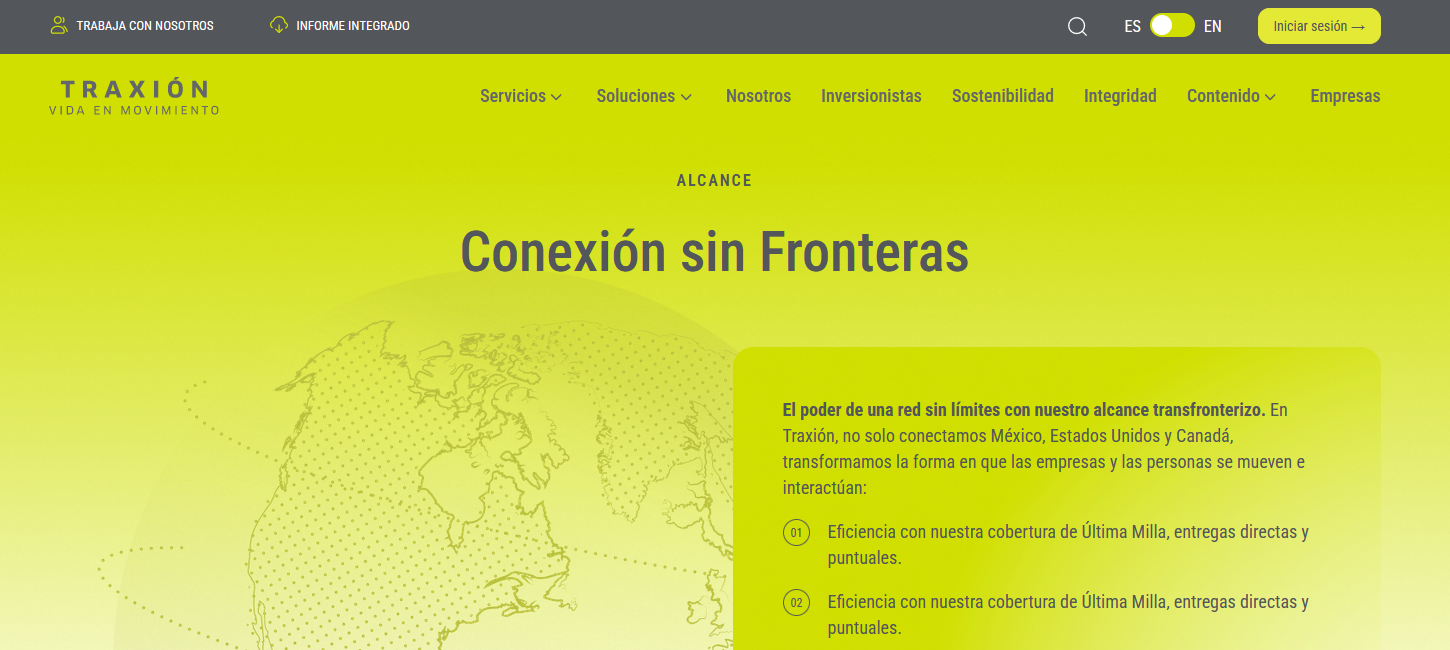 TRABAJA CON NOSOTROS
INFORME INTEGRADO
ES
EN
Iniciar sesión →
TRAXIÓN
VIDA EN MOVIMIENTO
Servicios
Soluciones
Nosotros
Inversionistas
Sostenibilidad
Integridad
Contenido
Empresas
ALCANCE
Conexión sin Fronteras
El poder de una red sin límites con nuestro alcance transfronterizo. En
Traxión, no solo conectamos México, Estados Unidos y Canadá,
transformamos la forma en que las empresas y las personas se mueven e
interactúan:
01
Eficiencia con nuestra cobertura de Última Milla, entregas directas y
puntuales.
02
Eficiencia con nuestra cobertura de Última Milla, entregas directas y
puntuales.